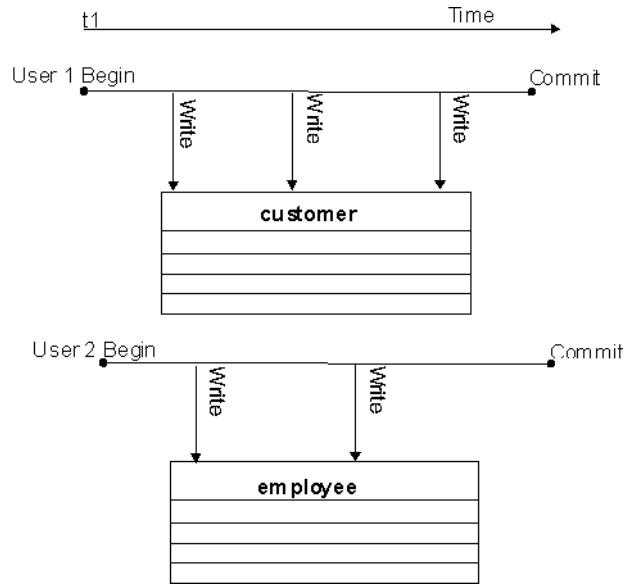 t1 Time
User 1 Begin Commit
Write Write Write
customer
User 2 Begin Commit
Write Write
employee